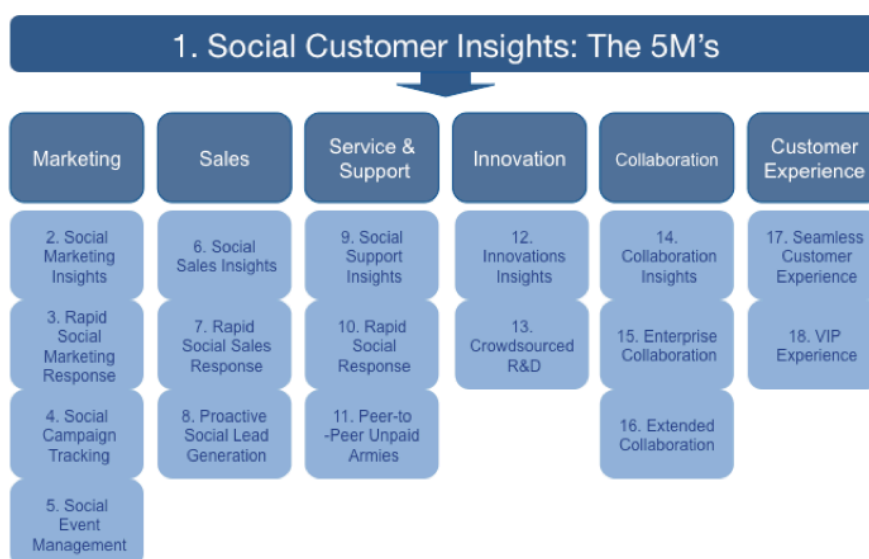 1. Social Customer Insights: The 5M's
Marketing
Sales
Service &
Support
Innovation
Collaboration
Customer
Experience
2. Social
Marketing
Insights
6. Social
Sales Insights
9. Social
Support
Insights
12.
Innovations
Insights
14.
Collaboration
Insights
17. Seamless
Customer
Experience
3. Rapid
Social
Marketing
Response
7. Rapid
Social Sales
Response
10. Rapid
Social
Response
13.
Crowdsourced
R&D
15. Enterprise
Collaboration
18. VIP
Experience
4. Social
Campaign
Tracking
8. Proactive
Social Lead
Generation
11. Peer-to
-Peer Unpaid
Armies
16. Extended
Collaboration
5. Social
Event
Management